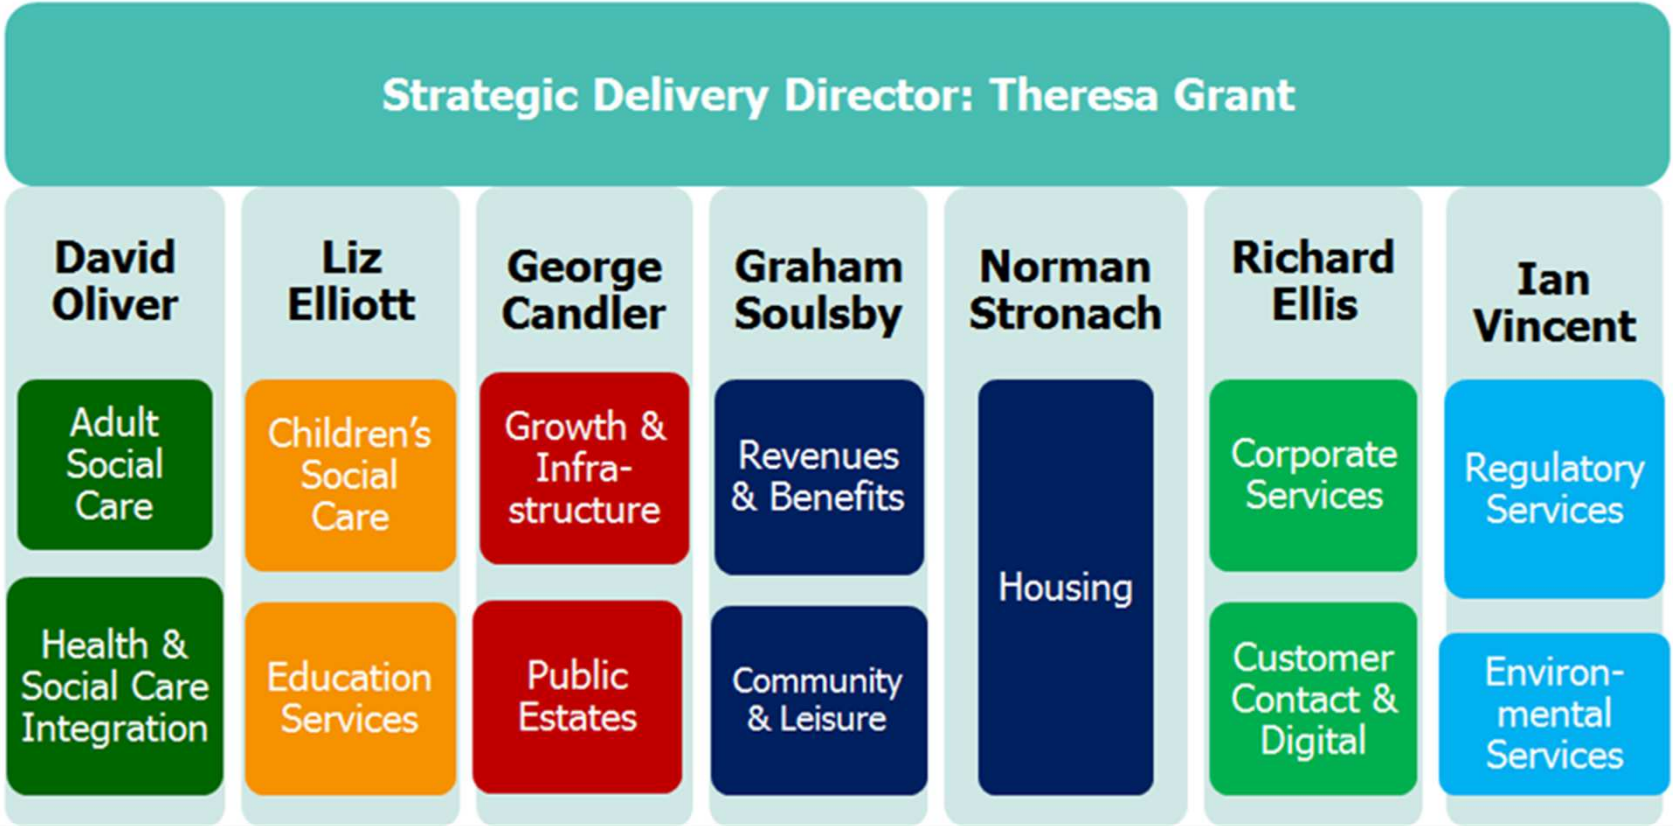 Strategic Delivery Director: Theresa Grant
David
Oliver
Adult
Social
Care
Health &
Social Care
Integration
Liz
Elliott
Children’s
Social
Care
Education
Services
George
Candler
Growth &
Infra-
structure
Public
Estates
Graham
Soulsby
Revenues
& Benefits
Community
& Leisure
Norman
Stronach
Housing
Richard
Ellis
Corporate
Services
Customer
Contact &
Digital
Ian
Vincent
Regulatory
Services
Environ-
mental
Services